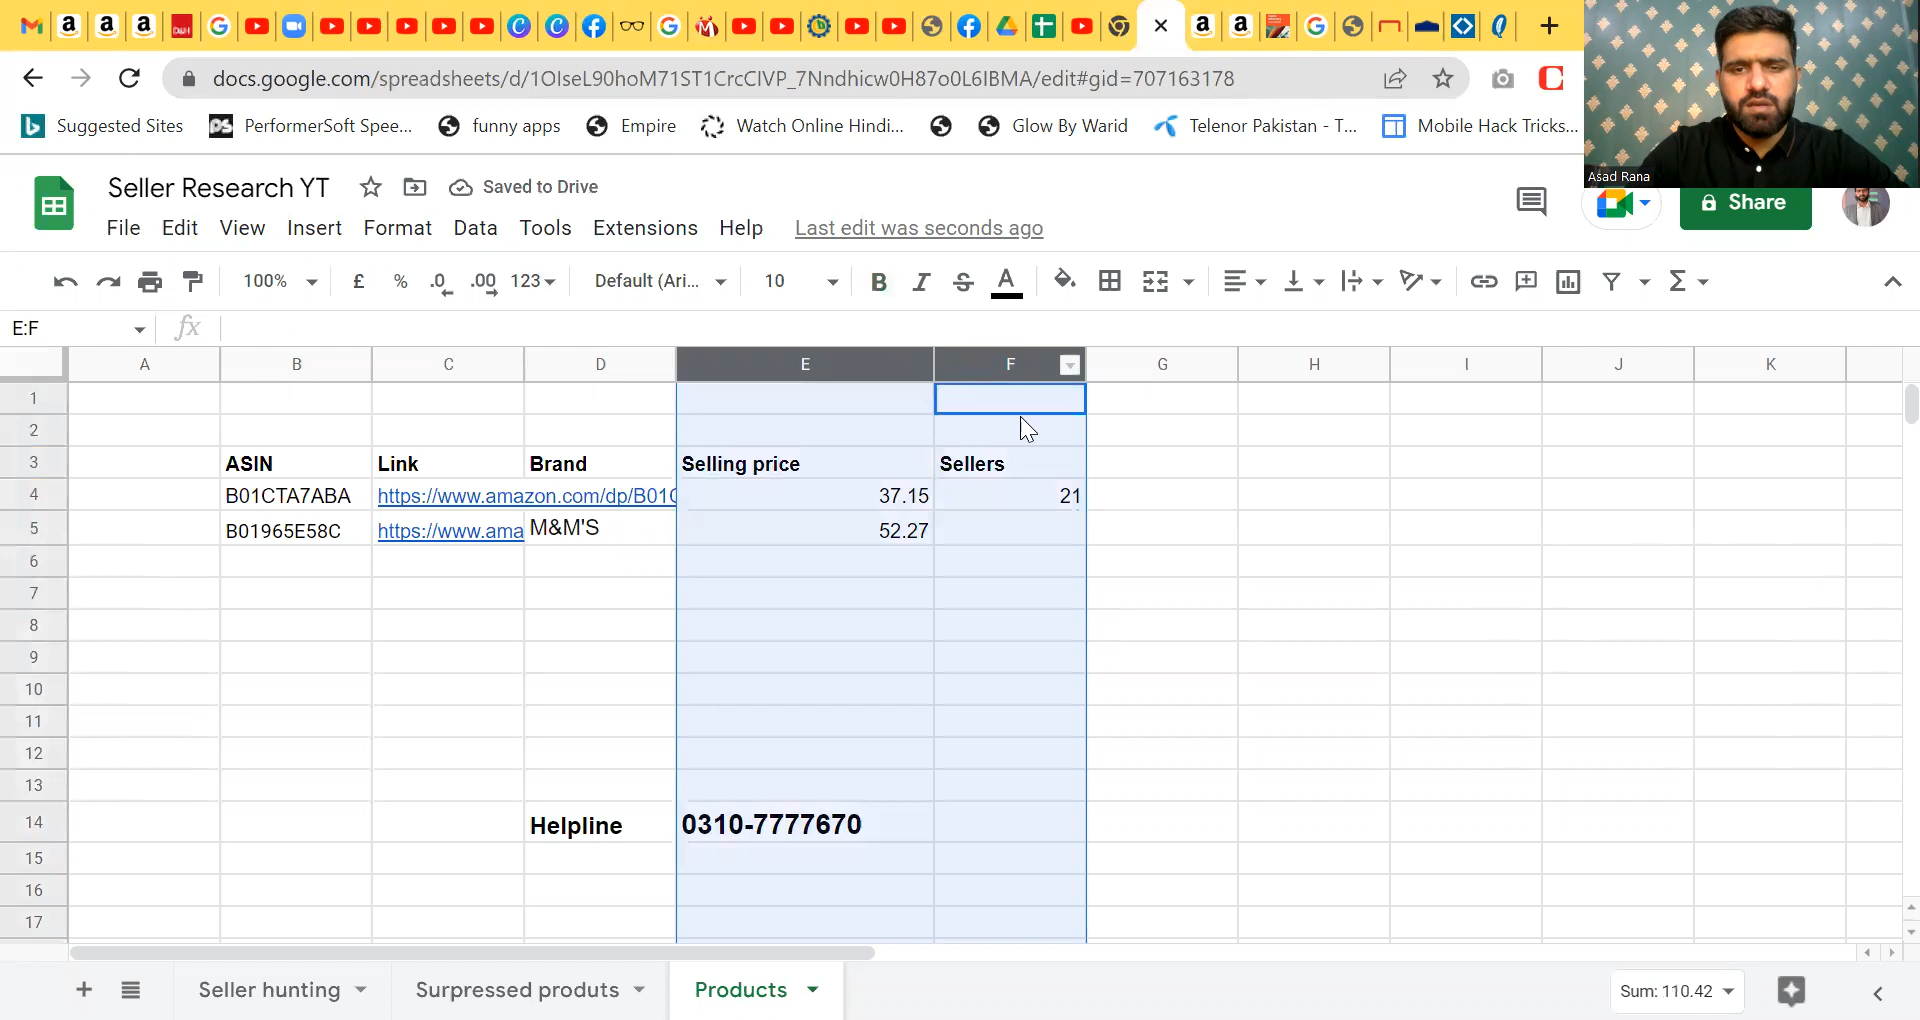 docs.google.com/spreadsheets/d/1OIseL90hoM71ST1CrcCIVP_7Nndhicw0H87o0L6IBMA/edit#gid=707163178
Suggested Sites PerformerSoft Spee... funny apps Empire Watch Online Hindi... Glow By Warid Telenor Pakistan - T... Mobile Hack Tricks...
Asad Rana
Seller Research YT Saved to Drive
Share
File Edit View Insert Format Data Tools Extensions Help Last edit was seconds ago
100% £ % .0 .00 123 Default (Ari... 10 B I S A
E:F fx
A B C D E F G H I J K
1
2
3 ASIN Link Brand Selling price Sellers
4 B01CTA7ABA https://www.amazon.com/dp/B01C 37.15 21
5 B01965E58C https://www.ama M&M'S 52.27
6
7
8
9
10
11
12
13
14 Helpline 0310-7777670
15
16
17
Seller hunting Surpressed produts Products Sum: 110.42